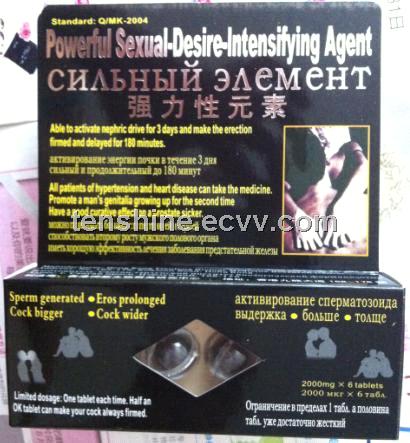 Standard: Q/MK-2004
Powerful Sexual-Desire-Intensifying Agent
СИЛЬНЫЙ ЭЛЕМЕНТ
强力性元素
Able to activate nephric drive for 3 days and make the erection
firmed and delayed for 180 minutes.
активирование энергии почки в течение 3 дня
сильный и продолжительный до 180 минут
All patients of hypertension and heart disease can take the medicine.
Promote a man's genitalia growing up for the second time
Have a good curative effect on prostate sicker.
можно
tenshine.ecvv.com
способствовать второму росту мужского полового органа
иметь хорошую эффективность лечения заболевания предстательной железы
Sperm generated • Eros prolonged
Cock bigger • Cock wider
активирование сперматозоида
выдержка • больше • толще
2000mg × 6 tablets
2000 мкг × 6 табл.
Limited dosage: One tablet each time. Half an
OK tablet can make your cock always firmed.
Ограничение в пределах 1 табл. а половина
табл. уже достаточно жесткий